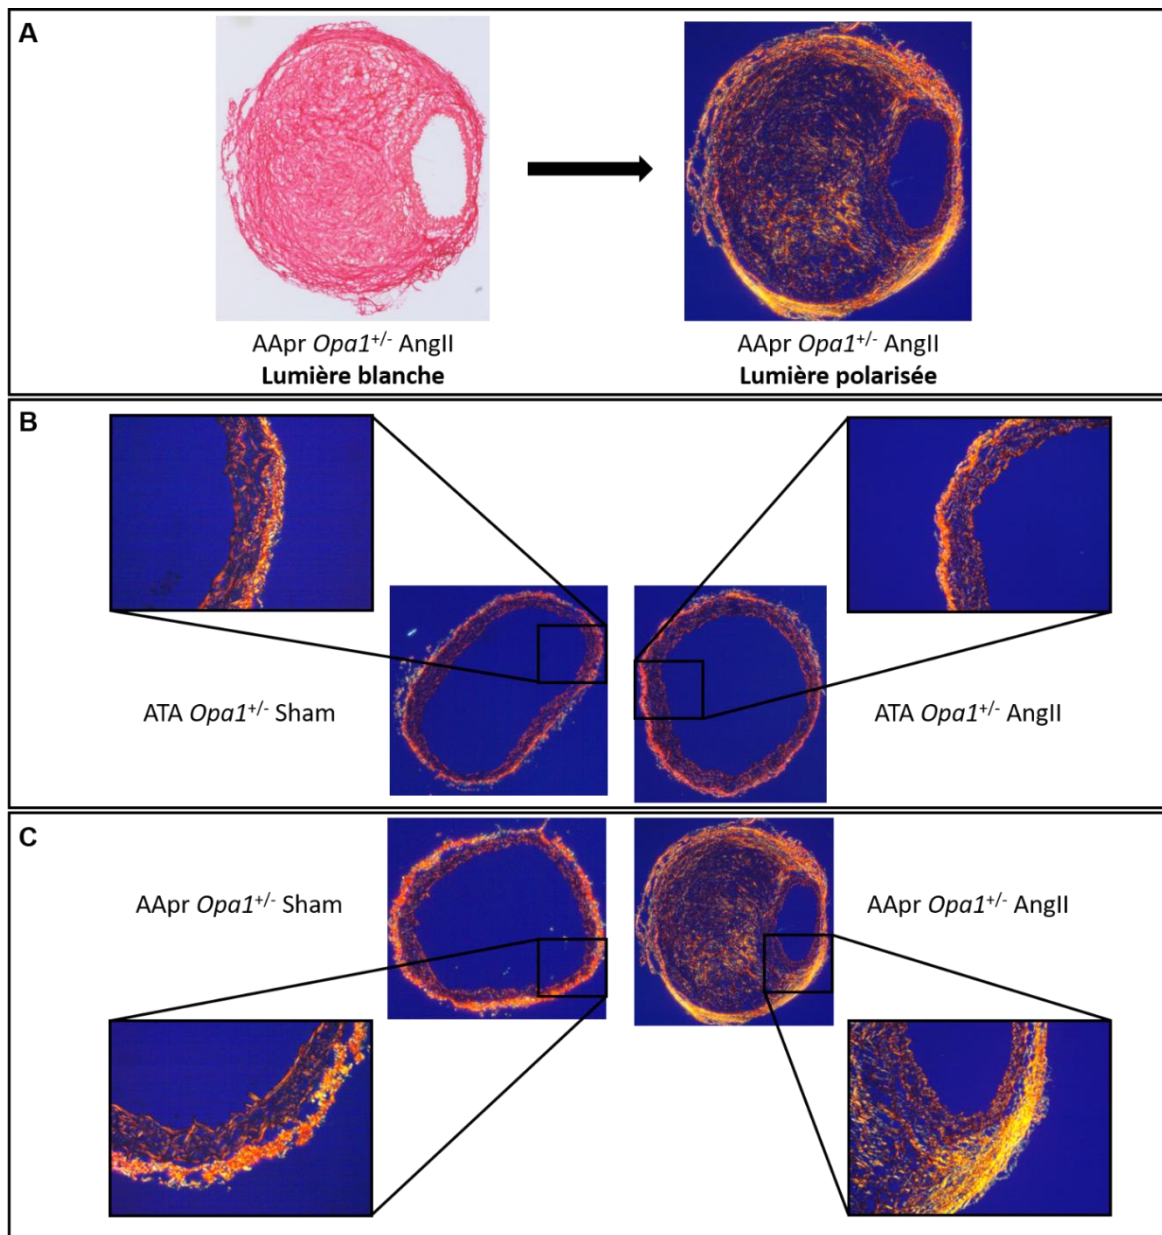 A
AApr Opa1+/- AngII
Lumière blanche
AApr Opa1+/- AngII
Lumière polarisée
B
ATA Opa1+/- Sham
ATA Opa1+/- AngII
C
AApr Opa1+/- Sham
AApr Opa1+/- AngII